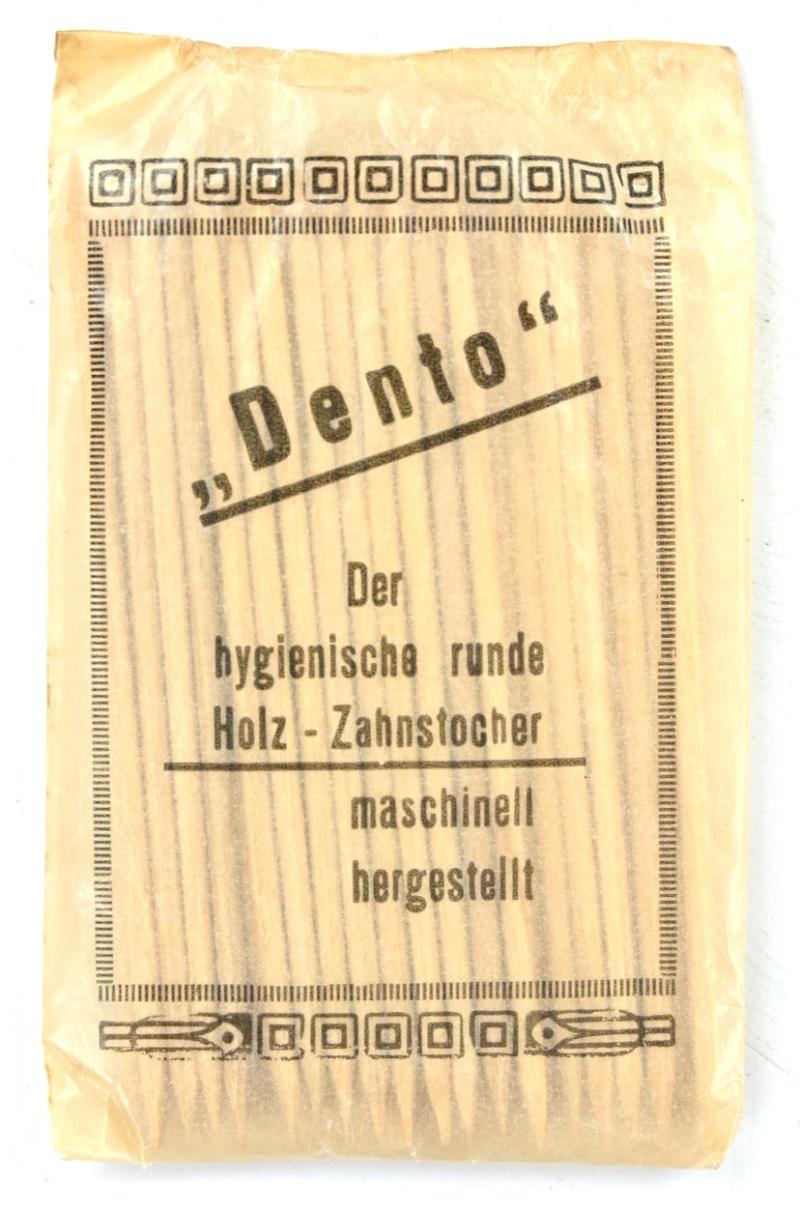 „Dento“
Der
hygienische runde
Holz - Zahnstocher
maschinell
hergestellt